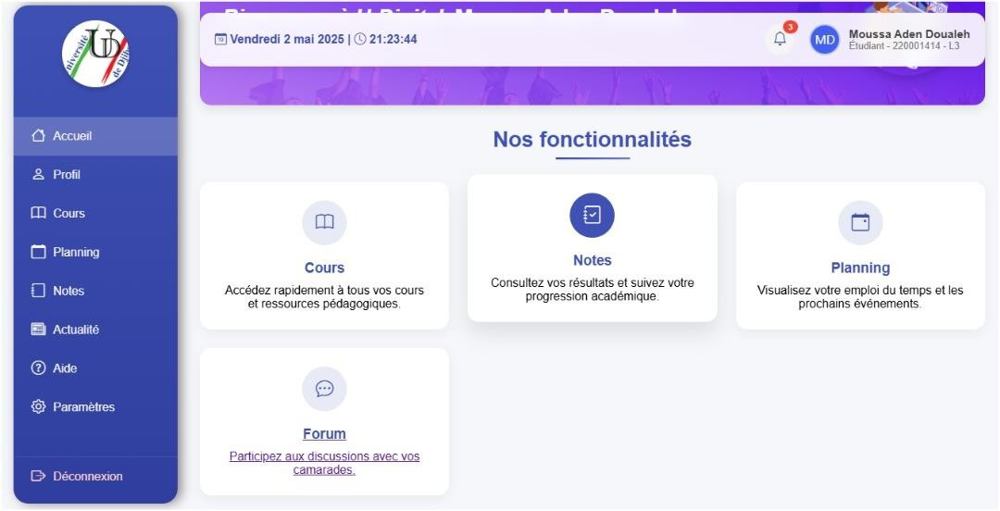 Vendredi 2 mai 2025 | 21:23:44
3
MD
Moussa Aden Doualeh
Étudiant - 220001414 - L3
UD
Université
de Djib
Accueil
Profil
Cours
Planning
Notes
Actualité
Aide
Paramètres
Déconnexion
Nos fonctionnalités
Cours
Accédez rapidement à tous vos cours
et ressources pédagogiques.
Notes
Consultez vos résultats et suivez votre
progression académique.
Planning
Visualisez votre emploi du temps et les
prochains événements.
Forum
Participez aux discussions avec vos
camarades.